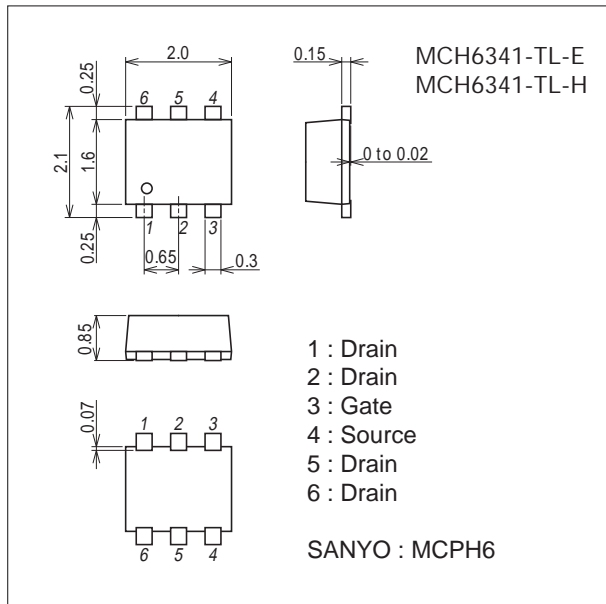 0.25
2.0
0.15
MCH6341-TL-E
MCH6341-TL-H
6 5 4
2.1
1.6
0 to 0.02
1 2 3
0.25
0.65
0.3
0.85
1 : Drain
2 : Drain
3 : Gate
4 : Source
5 : Drain
6 : Drain
0.07
1 2 3
6 5 4
SANYO : MCPH6